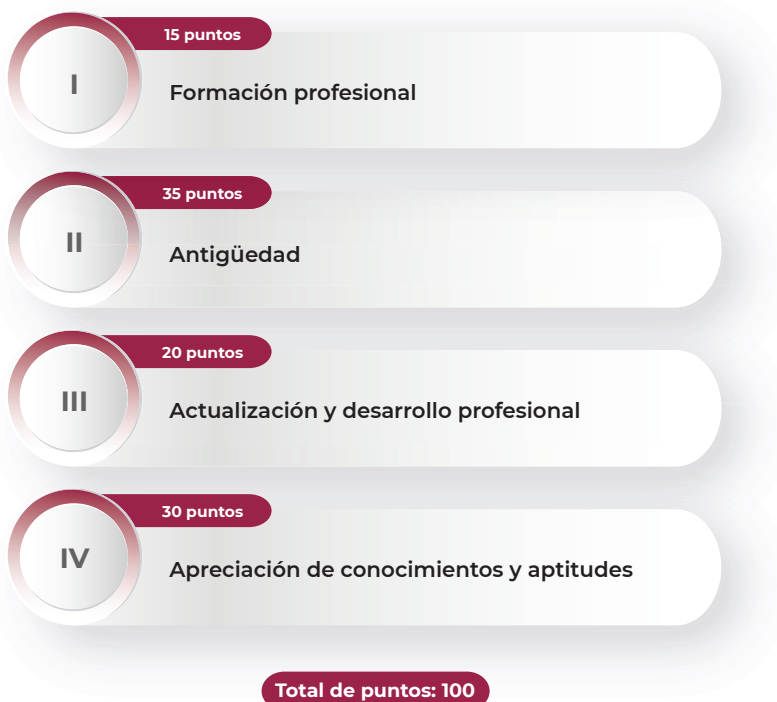 15 puntos
I
Formación profesional
35 puntos
II
Antigüedad
20 puntos
III
Actualización y desarrollo profesional
30 puntos
IV
Apreciación de conocimientos y aptitudes
Total de puntos: 100